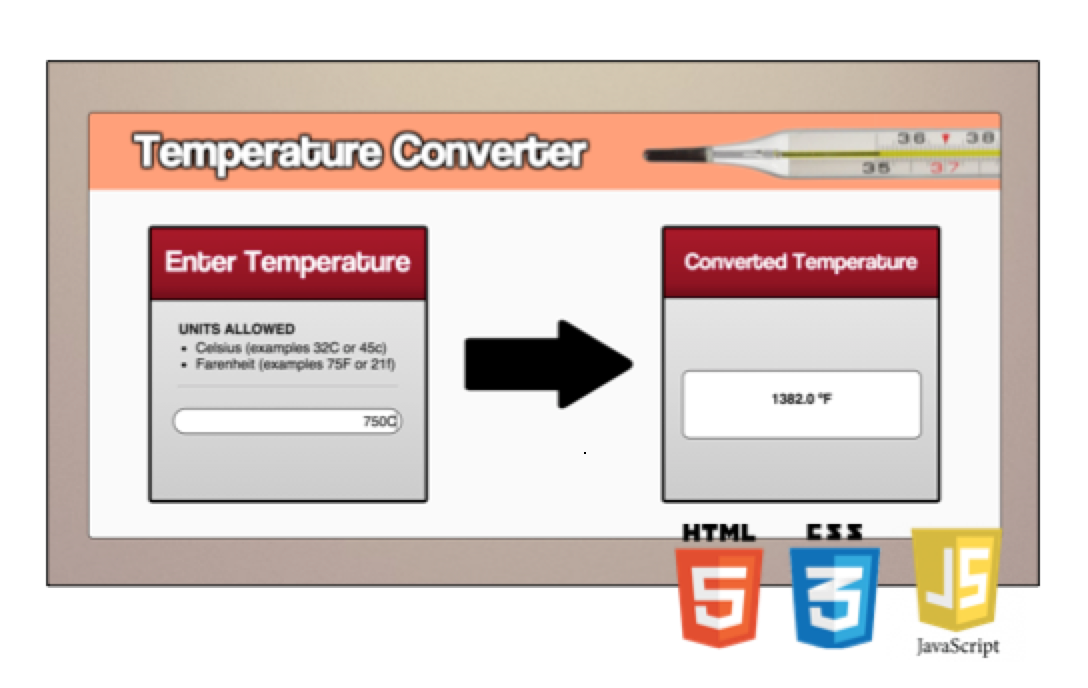 Temperature Converter
36 38
35 37
Enter Temperature
UNITS ALLOWED
• Celsius (examples 32C or 45c)
• Farenheit (examples 75F or 21f)
750C
Converted Temperature
1382.0 ºF
HTML
5
CSS
3
JS
JavaScript